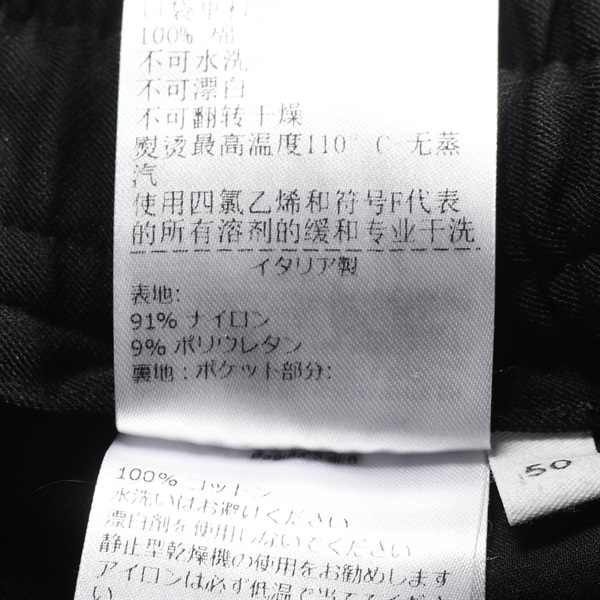 口袋里料:
100% 棉
不可水洗
不可漂白
不可翻转干燥
熨烫最高温度110° C-无蒸
汽
使用四氯乙烯和符号F代表
的所有溶剂的缓和专业干洗
イタリア製
表地:
91% ナイロン
9% ポリウレタン
裏地:ポケット部分:
100% コットン
水洗いはお避けください
漂白剤を使用しないでください
静止型乾燥機の使用をお勧めします
アイロンは必ず低温で当てくださ
い
50